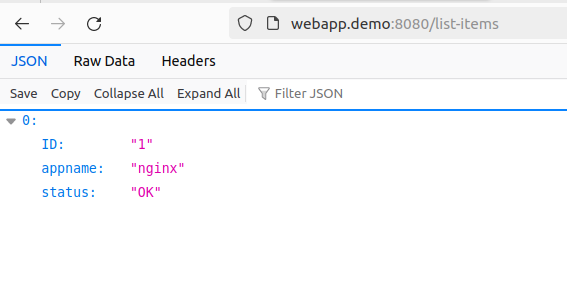 webapp.demo:8080/list-items
JSON Raw Data Headers
Save Copy Collapse All Expand All Filter JSON
0:
ID: "1"
appname: "nginx"
status: "OK"